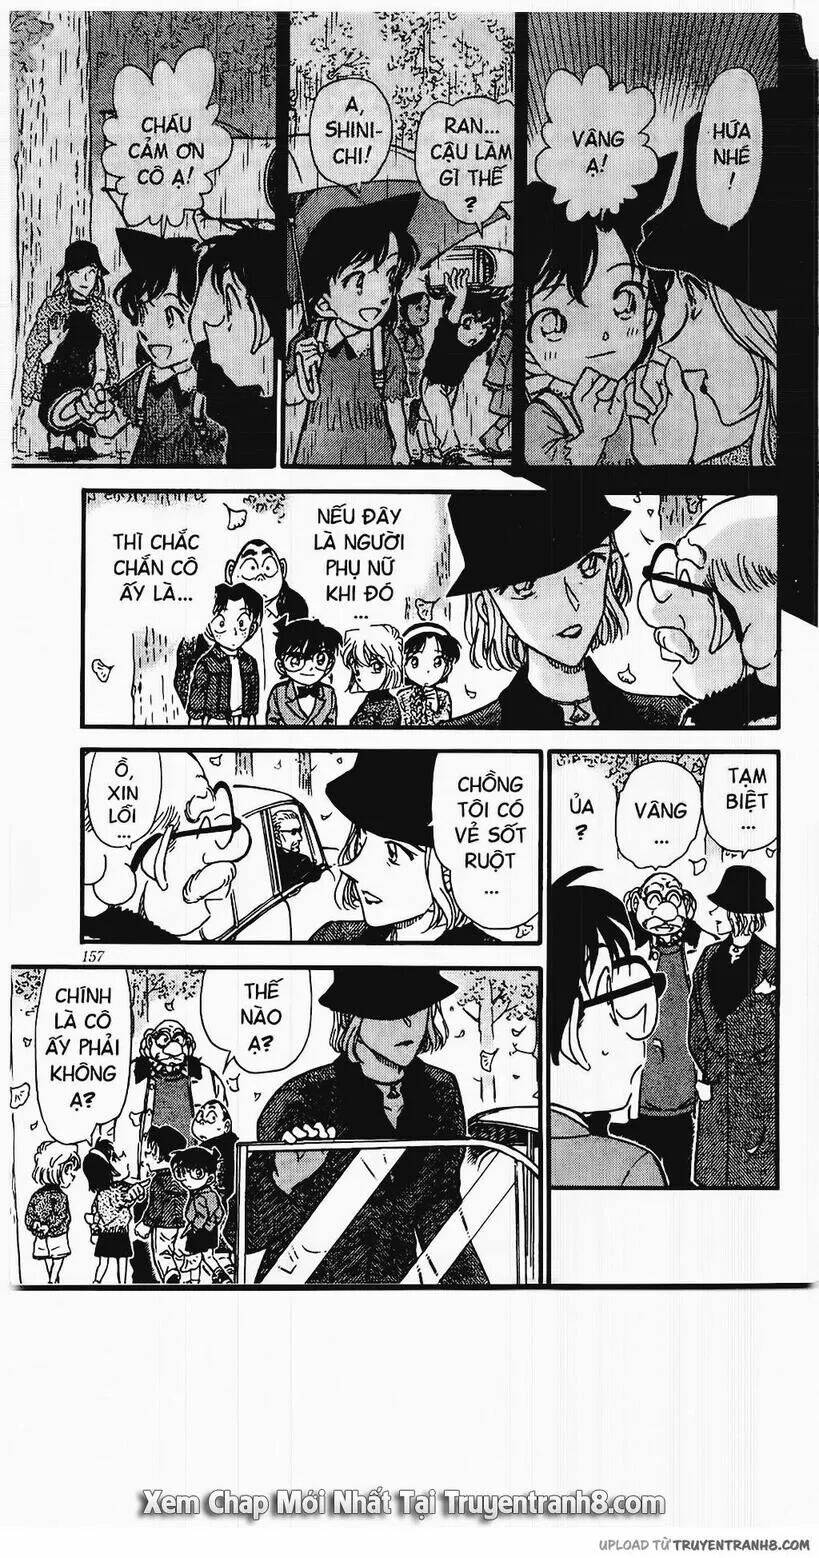 HỨA
NHÉ
!
VÂNG
Ạ!
RAN...
CẬU LÀM
GÌ THẾ
?
A,
SHINI-
CHI!
CHÁU
CẢM ƠN
CÔ Ạ!
NẾU ĐÂY
LÀ NGƯỜI
PHỤ NỮ
KHI ĐÓ
...
THÌ CHẮC
CHẮN CÔ
ẤY LÀ...
TẠM
BIỆT
...
VÂNG
...
ỦA
?
CHỒNG
TÔI CÓ
VẺ SỐT
RUỘT
...
Ồ,
XIN
LỖI
...
157
THẾ
NÀO
Ạ?
CHÍNH
LÀ CÔ
ẤY PHẢI
KHÔNG
Ạ?
Xem Chap Mới Nhất Tại Truyentranh8.com
UPLOAD TỪ TRUYENTRANH8.COM